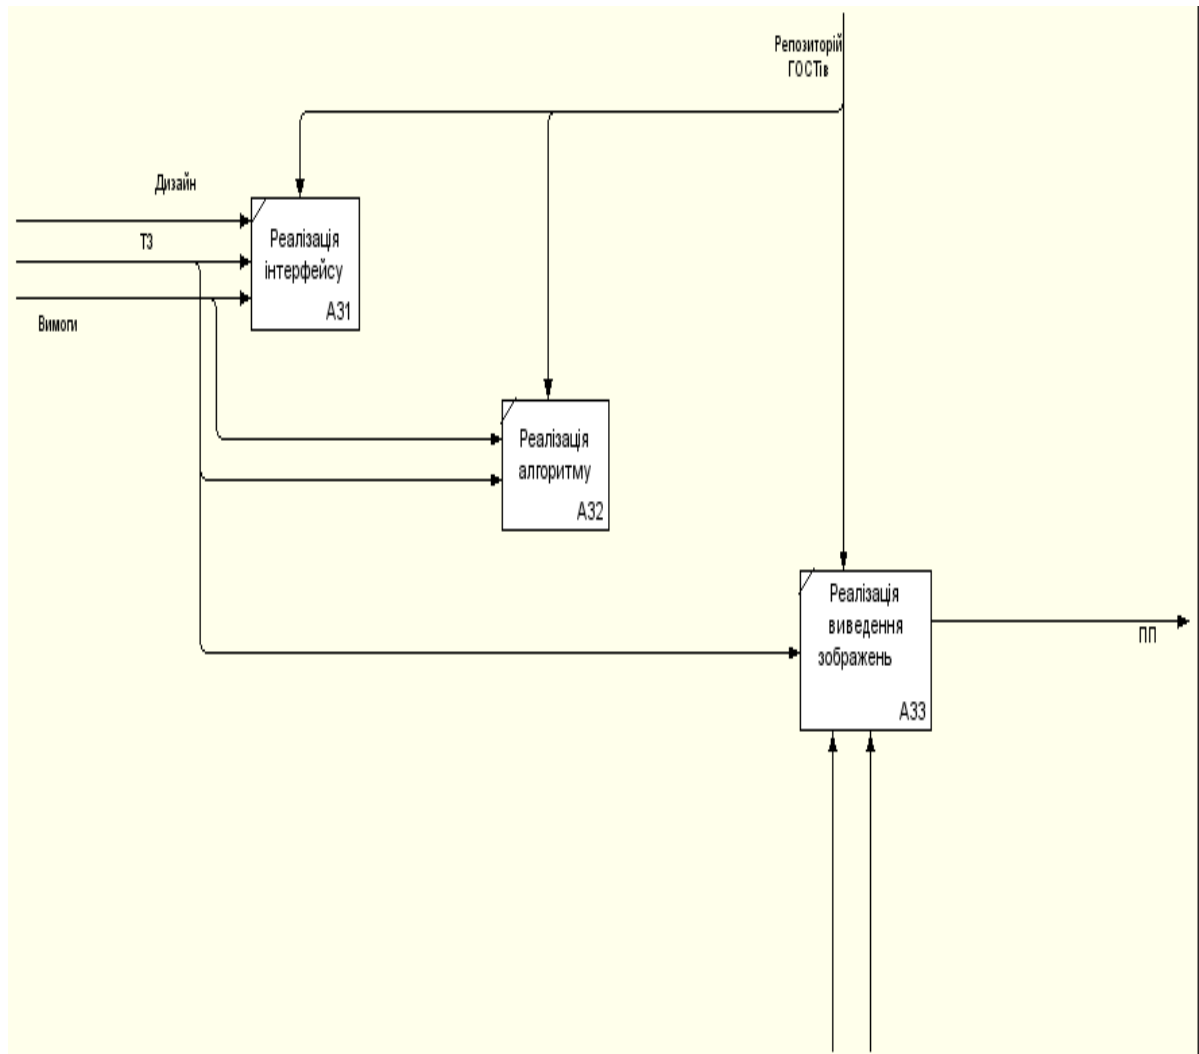 Репозиторій
ГОСТів
Дизайн
ТЗ
Реалізація
інтерфейсу
А31
Вимоги
Реалізація
алгоритму
А32
Реалізація
виведення
зображень
А33
ПП